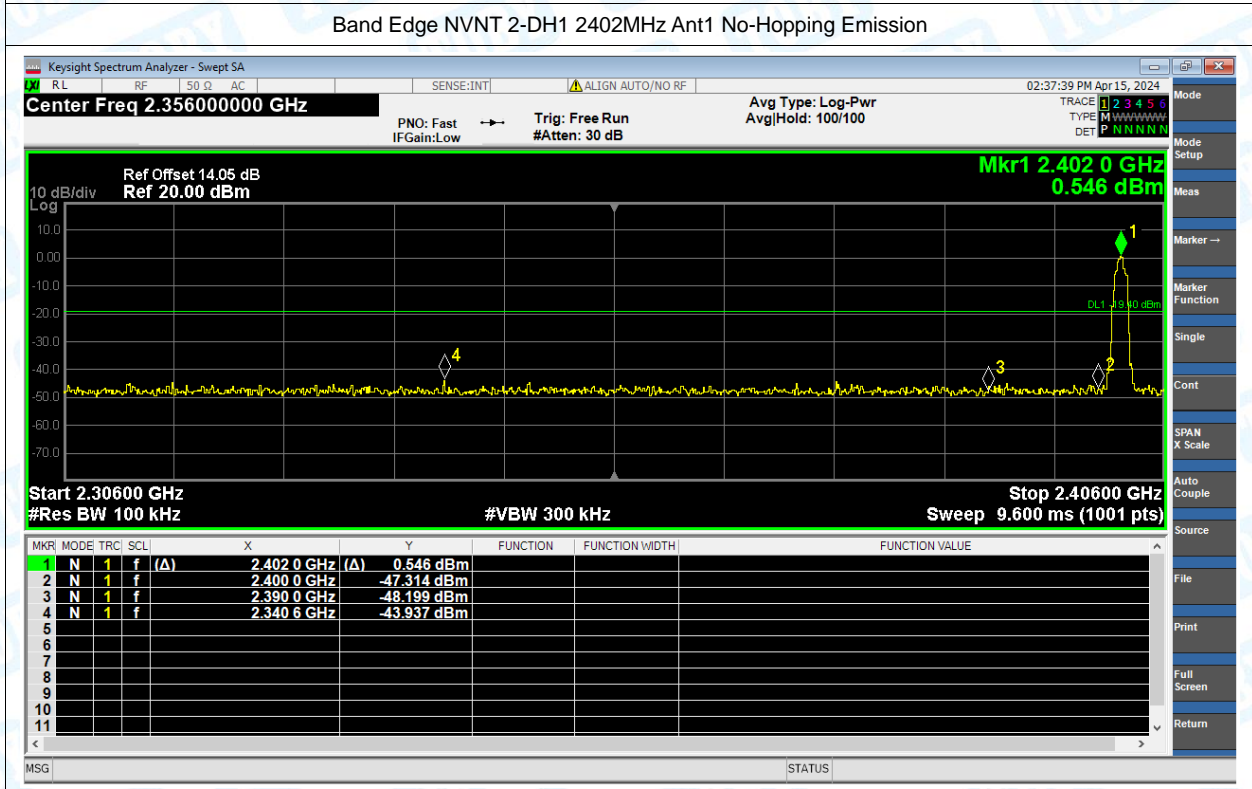 Band Edge NVNT 2-DH1 2402MHz Ant1 No-Hopping Emission
Keysight Spectrum Analyzer - Swept SA
LXI RL RF 50 Ω AC SENSE:INT ALIGN AUTO/NO RF 02:37:39 PM Apr 15, 2024
Center Freq 2.356000000 GHz
PNO: Fast
IFGain:Low
Trig: Free Run
#Atten: 30 dB
Avg Type: Log-Pwr
Avg|Hold: 100/100
TRACE 1 2 3 4 5 6
TYPE M WWWWW
DET P N N N N N
Mkr1 2.402 0 GHz
0.546 dBm
Ref Offset 14.05 dB
10 dB/div Ref 20.00 dBm
Log
10.0
0.00
-10.0
-20.0
-30.0
-40.0
-50.0
-60.0
-70.0
1
DL1 -19.40 dBm
4
3
2
Start 2.30600 GHz Stop 2.40600 GHz
#Res BW 100 kHz #VBW 300 kHz Sweep 9.600 ms (1001 pts)
MKR MODE TRC SCL X Y FUNCTION FUNCTION WIDTH FUNCTION VALUE
1 N 1 f (Δ) 2.402 0 GHz (Δ) 0.546 dBm
2 N 1 f 2.400 0 GHz -47.314 dBm
3 N 1 f 2.390 0 GHz -48.199 dBm
4 N 1 f 2.340 6 GHz -43.937 dBm
5
6
7
8
9
10
11
MSG STATUS
Mode
Mode
Setup
Meas
Marker →
Marker
Function
Single
Cont
SPAN
X Scale
Auto
Couple
Source
File
Print
Full
Screen
Return